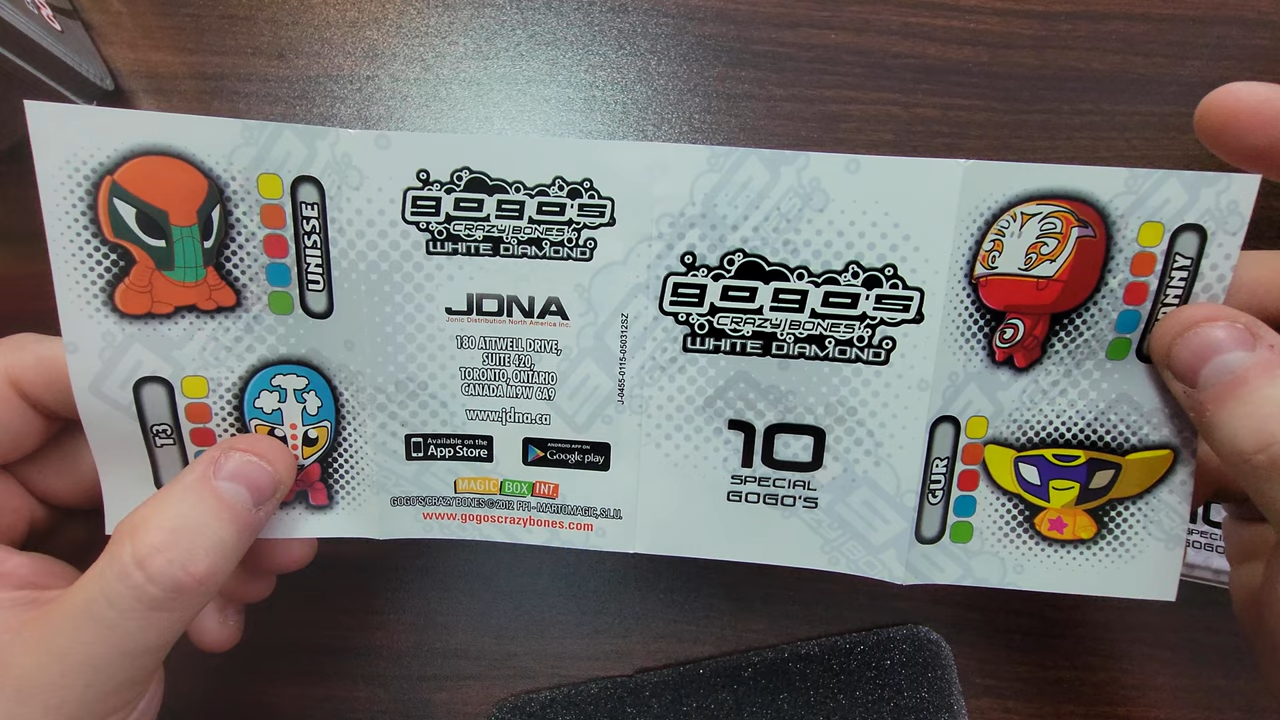 UNISSE
T3
gogo's
CRAZY BONES
WHITE DIAMOND
JDNA
Jonic Distribution North America Inc.
180 ATTWELL DRIVE,
SUITE 420,
TORONTO, ONTARIO
CANADA M9W 6A9
www.jdna.ca
Available on the
App Store
ANDROID APP ON
Google play
MAGIC BOX INT.
GOGO'S CRAZY BONES © 2012 PPI - MARTOMAGIC, S.L.U.
www.gogoscrazybones.com
J-0455-0115-050312SZ
gogo's
CRAZY BONES
WHITE DIAMOND
10
SPECIAL
GOGO'S
GUR